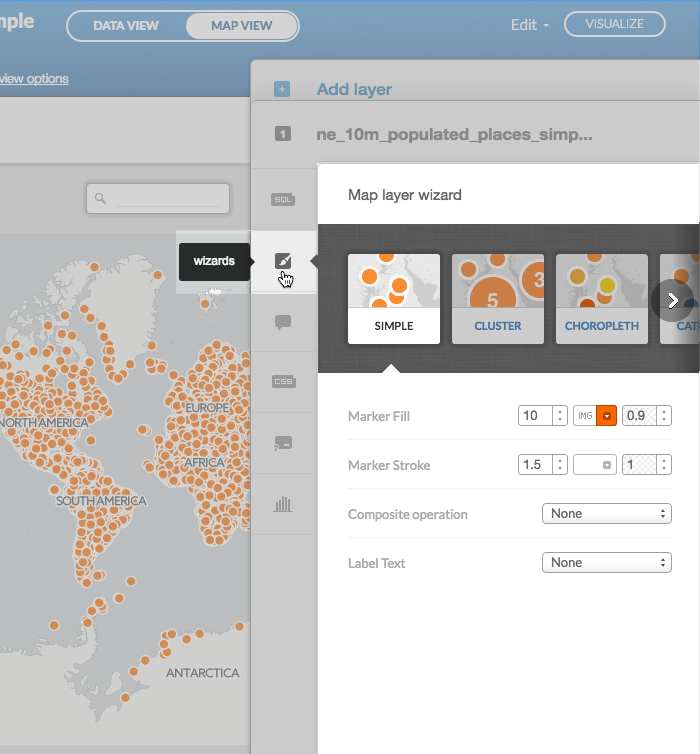 mple
DATA VIEW
MAP VIEW
Edit
VISUALIZE
view options
Add layer
1
ne_10m_populated_places_simp...
SQL
Map layer wizard
wizards
5
3
SIMPLE
CLUSTER
CHOROPLETH
CAT
CSS
EUROPE
NORTH AMERICA
AFRICA
SOUTH AMERICA
ANTARCTICA
Marker Fill
10
IMG
0.9
Marker Stroke
1.5
1
Composite operation
None
Label Text
None